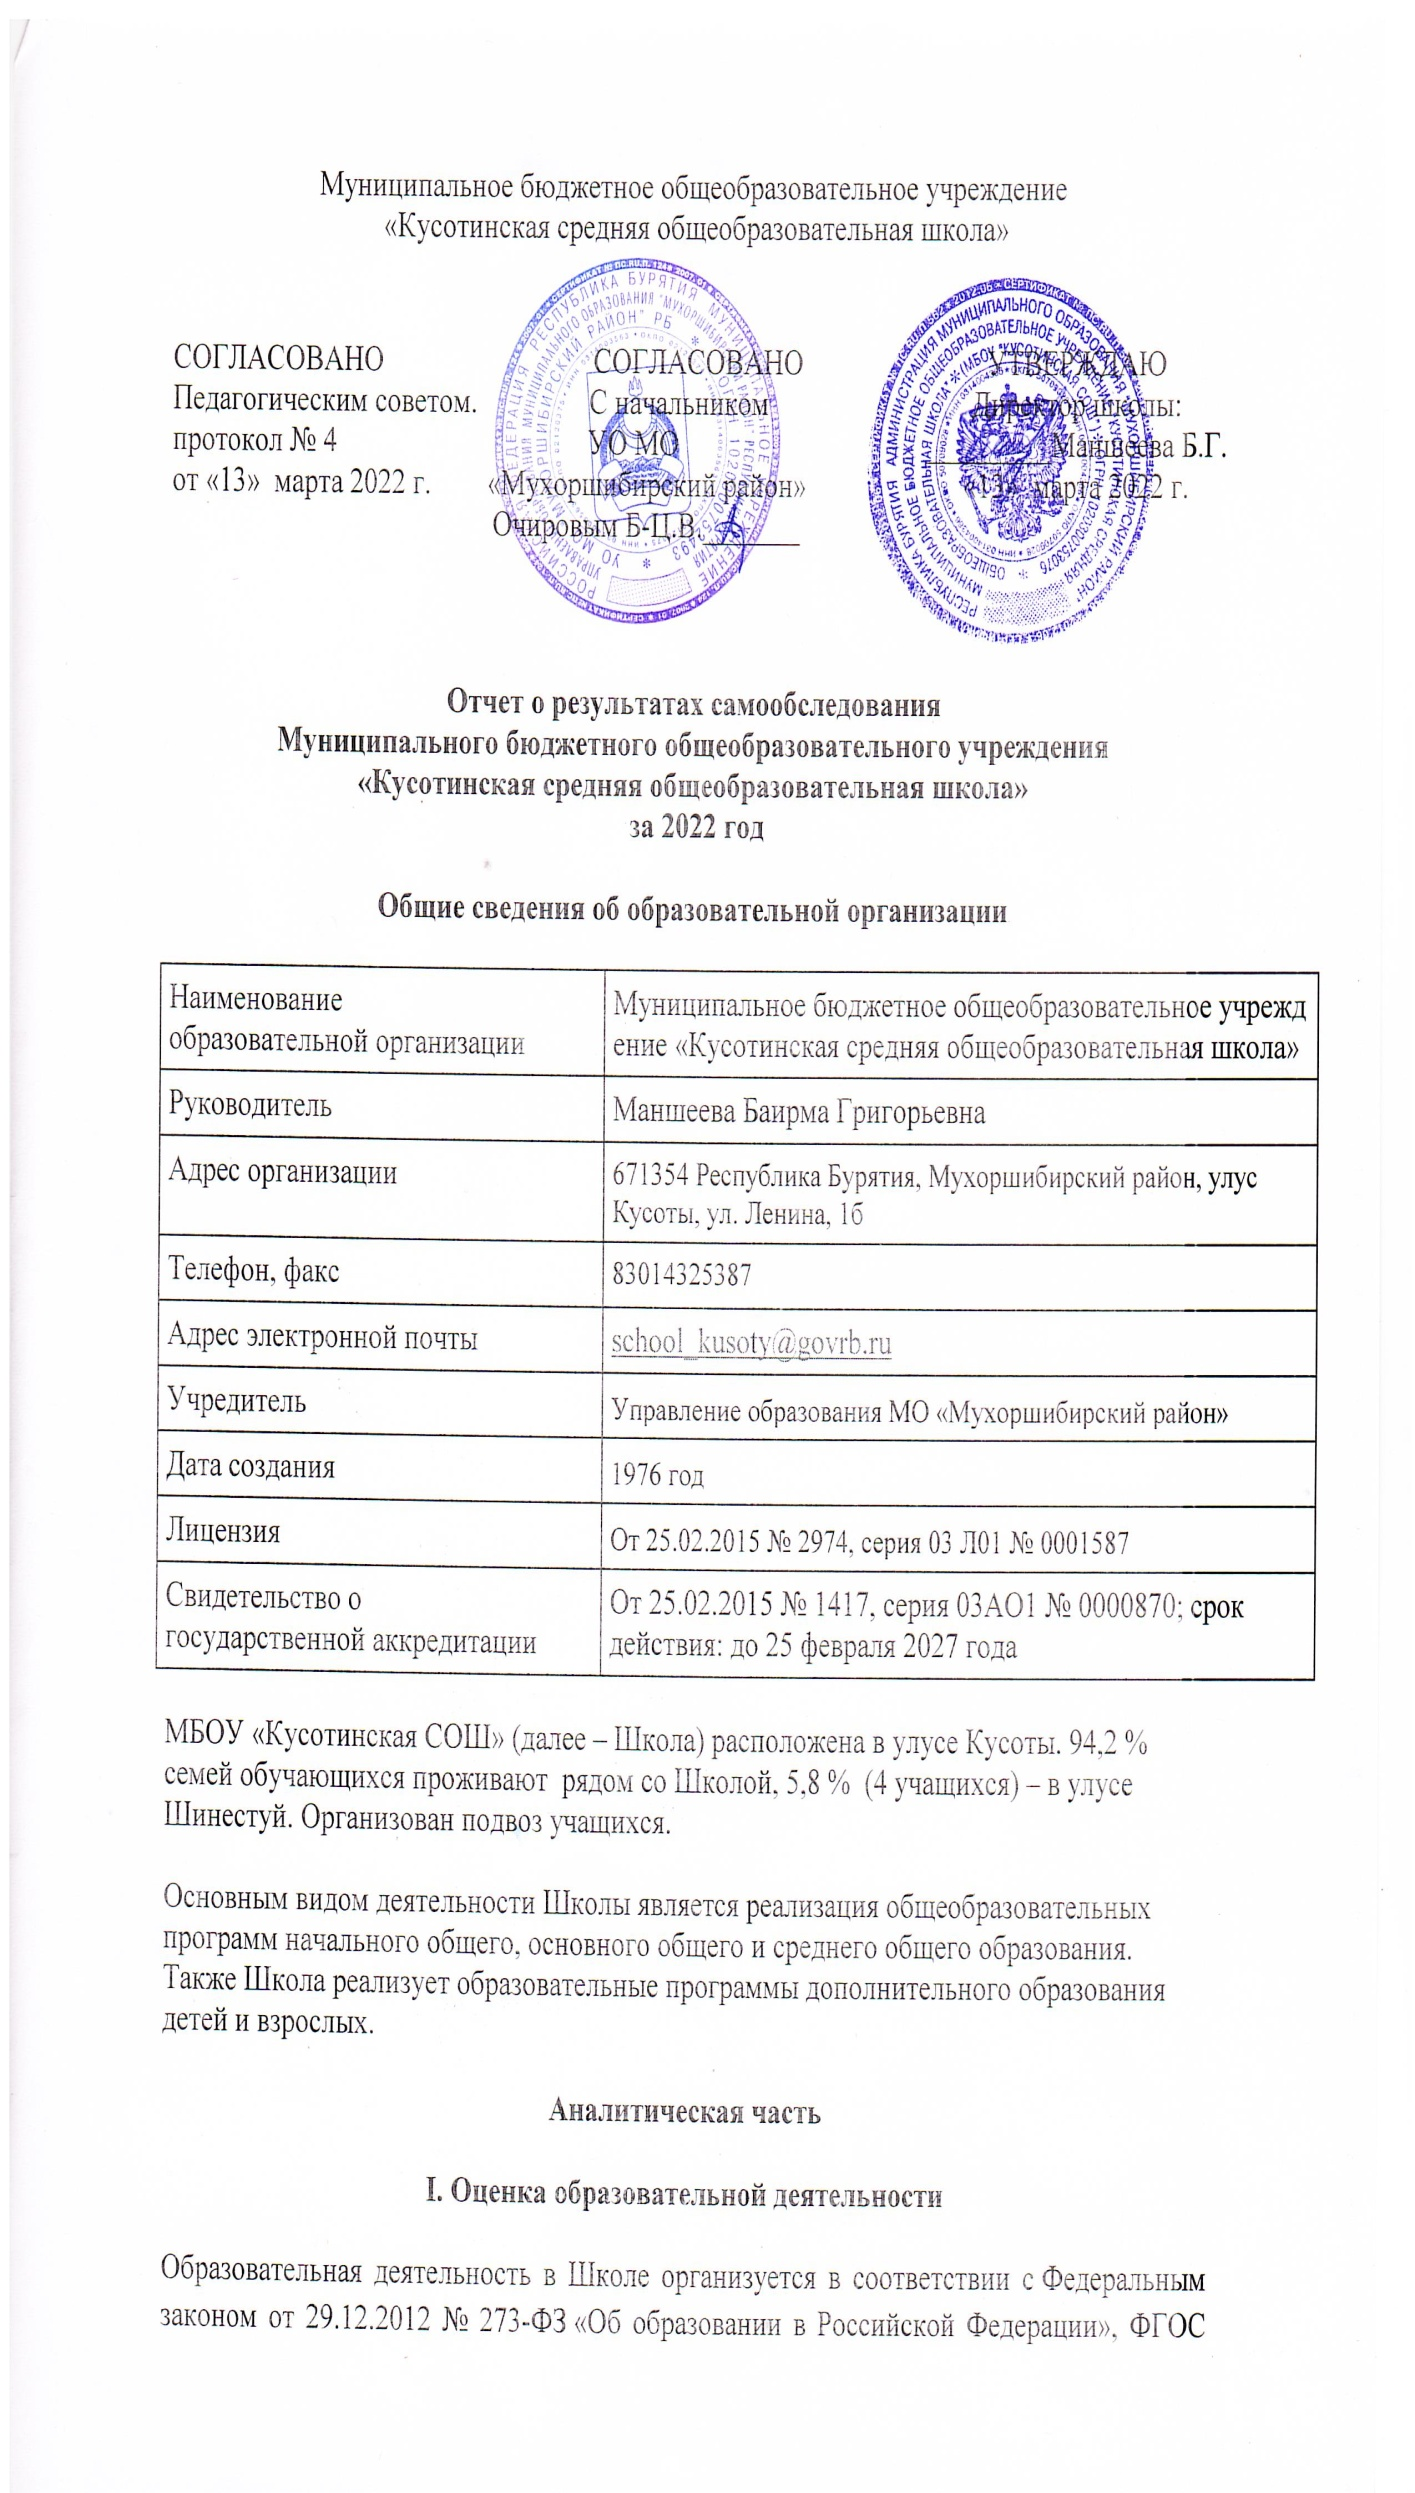 Муниципальное бюджетное общеобразовательное учреждение
«Кусотинская средняя общеобразовательная школа»
СОГЛАСОВАНО
Педагогическим советом.
протокол № 4
от «13» марта 2022 г.
СОГЛАСОВАНО
С начальником
УО МО
«Мухоршибирский район»
Очировым Б-Ц.В.
УТВЕРЖДАЮ
Директор школы:
Маншеева Б.Г.
«13» марта 2022 г.
Отчет о результатах самообследования
Муниципального бюджетного общеобразовательного учреждения
«Кусотинская средняя общеобразовательная школа»
за 2022 год
Общие сведения об образовательной организации
Наименование
образовательной организации
Муниципальное бюджетное общеобразовательное учрежд
ение «Кусотинская средняя общеобразовательная школа»
Руководитель
Маншеева Баирма Григорьевна
Адрес организации
671354 Республика Бурятия, Мухоршибирский район, улус
Кусоты, ул. Ленина, 1б
Телефон, факс
83014325387
Адрес электронной почты
school_kusoty@govrb.ru
Учредитель
Управление образования МО «Мухоршибирский район»
Дата создания
1976 год
Лицензия
От 25.02.2015 № 2974, серия 03 Л01 № 0001587
Свидетельство о
государственной аккредитации
От 25.02.2015 № 1417, серия 03АО1 № 0000870; срок
действия: до 25 февраля 2027 года
МБОУ «Кусотинская СОШ» (далее – Школа) расположена в улусе Кусоты. 94,2 %
семей обучающихся проживают рядом со Школой, 5,8 % (4 учащихся) – в улусе
Шинестуй. Организован подвоз учащихся.
Основным видом деятельности Школы является реализация общеобразовательных
программ начального общего, основного общего и среднего общего образования.
Также Школа реализует образовательные программы дополнительного образования
детей и взрослых.
Аналитическая часть
I. Оценка образовательной деятельности
Образовательная деятельность в Школе организуется в соответствии с Федеральным
законом от 29.12.2012 № 273-ФЗ «Об образовании в Российской Федерации», ФГОС